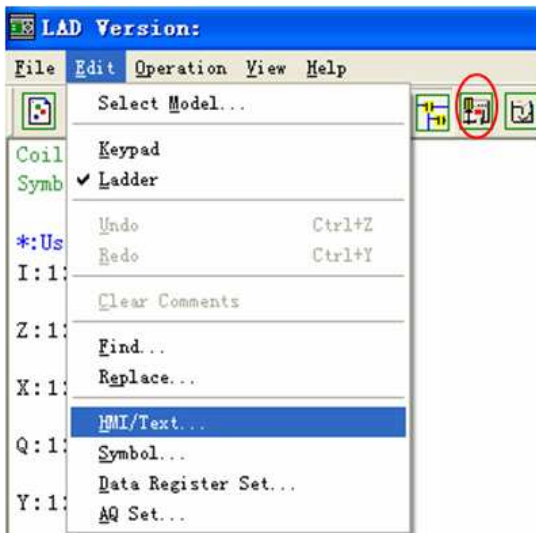 LAD Version:
File Edit Operation View Help
Select Model...
Keypad
✔ Ladder
Undo Ctrl+Z
Redo Ctrl+Y
Clear Comments
Find...
Replace...
HMI/Text...
Symbol...
Data Register Set...
AQ Set...
Coil
Symb
*:Us
I:1
Z:1
X:1
Q:1
Y:1